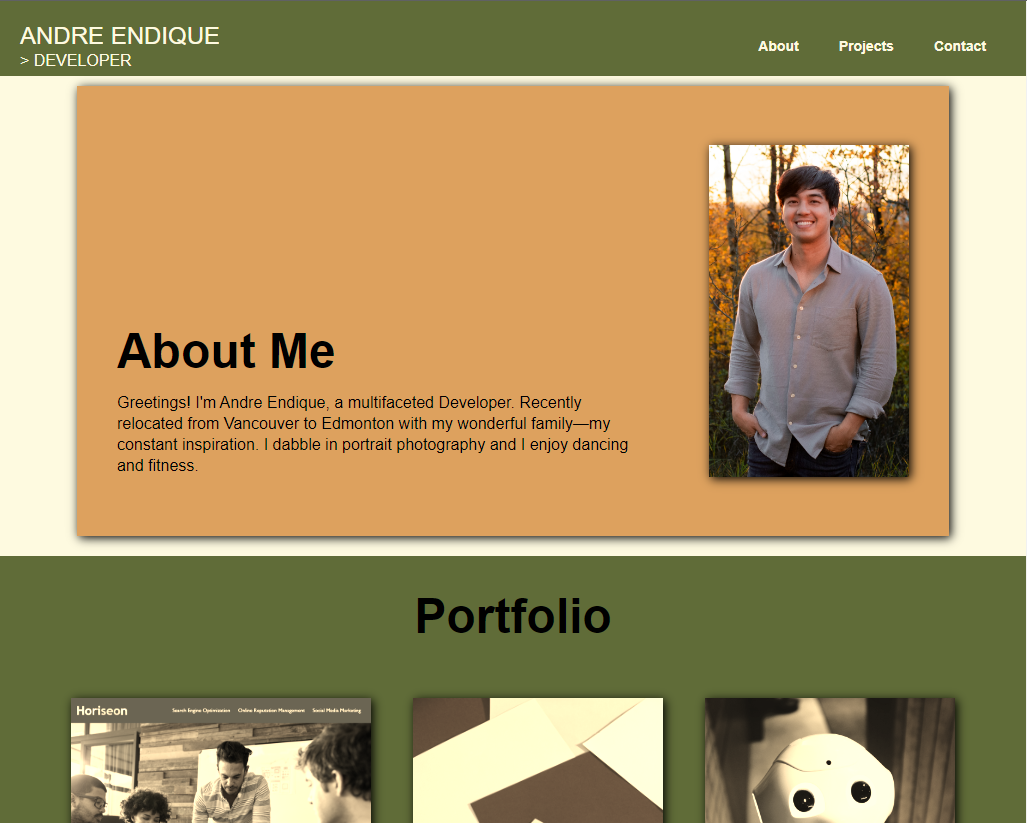 ANDRE ENDIQUE
> DEVELOPER
About Projects Contact
About Me
Greetings! I'm Andre Endique, a multifaceted Developer. Recently
relocated from Vancouver to Edmonton with my wonderful family—my
constant inspiration. I dabble in portrait photography and I enjoy dancing
and fitness.
Portfolio
Horiseon Search Engine Optimization Online Reputation Management Social Media Marketing